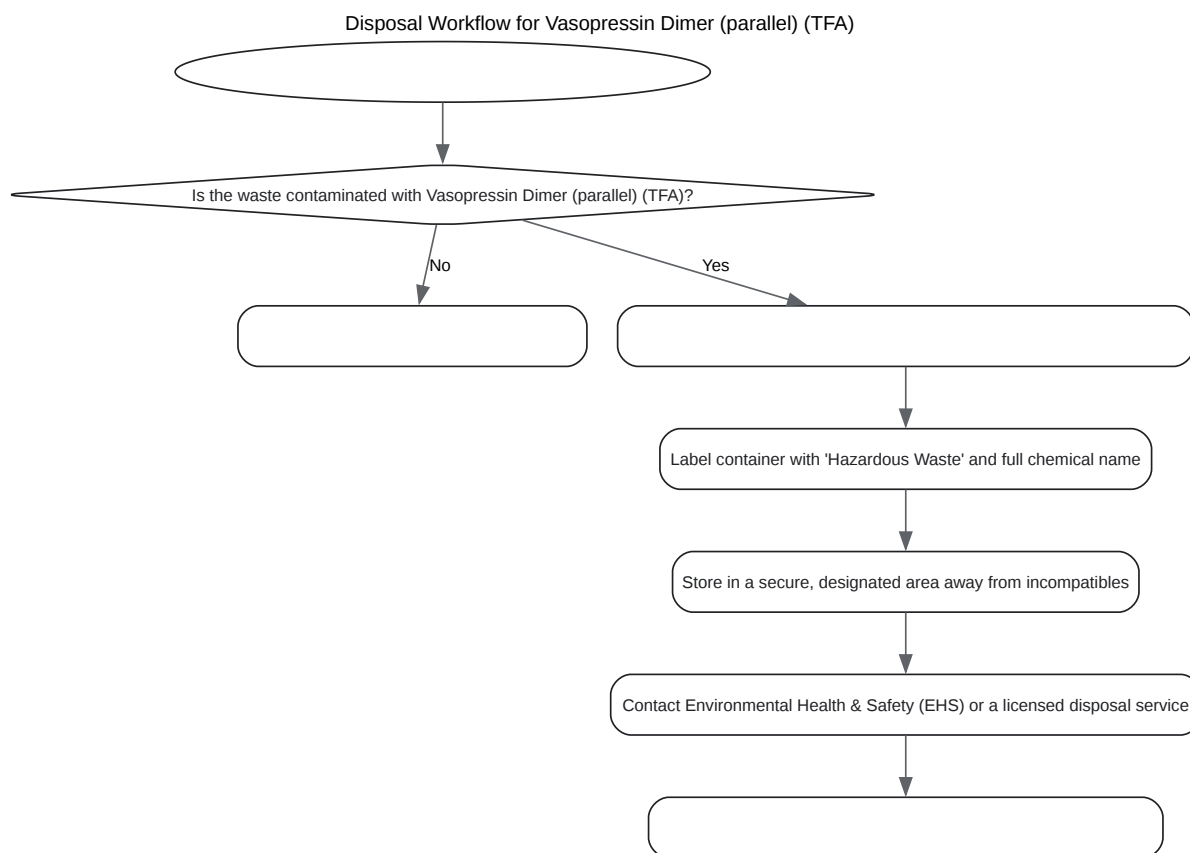 Disposal Workflow for Vasopressin Dimer (parallel) (TFA)
Is the waste contaminated with Vasopressin Dimer (parallel) (TFA)?
No
Yes
Label container with 'Hazardous Waste' and full chemical name
Store in a secure, designated area away from incompatibles
Contact Environmental Health & Safety (EHS) or a licensed disposal service